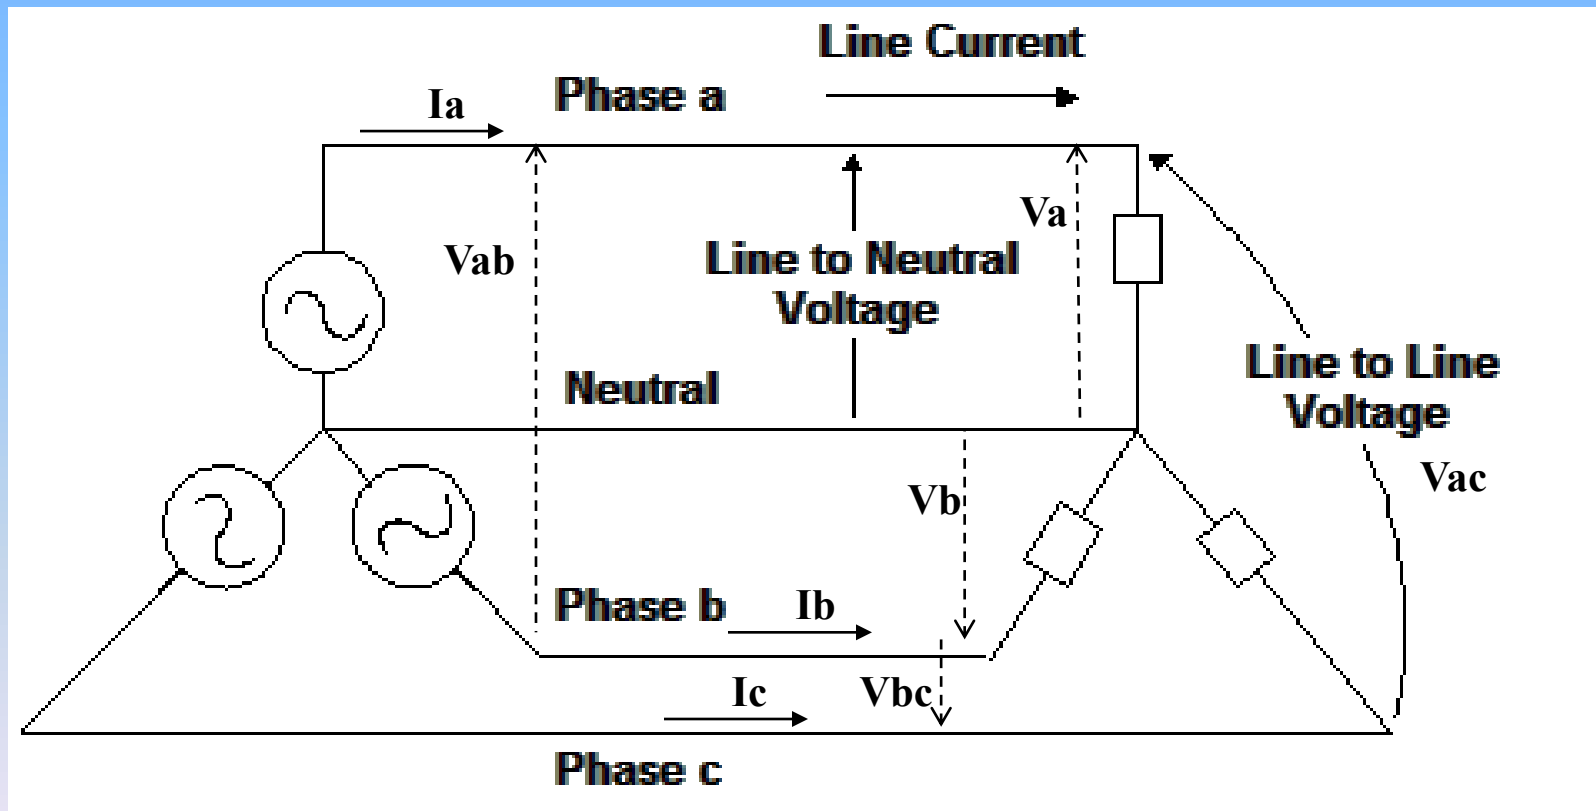 Line Current
Phase a
Ia
Va
Vab
Line to Neutral
Voltage
Line to Line
Voltage
Neutral
Vac
Vb
Phase b
Ib
Ic
Vbc
Phase c